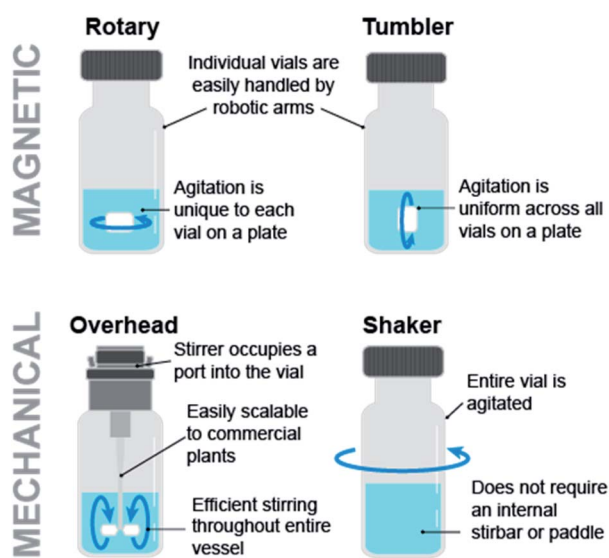 MAGNETIC
Rotary
Tumbler
Individual vials are
easily handled by
robotic arms
Agitation is
unique to each
vial on a plate
Agitation is
uniform across all
vials on a plate
MECHANICAL
Overhead
Stirrer occupies a
port into the vial
Easily scalable
to commercial
plants
Efficient stirring
throughout entire
vessel
Shaker
Entire vial is
agitated
Does not require
an internal
stirbar or paddle